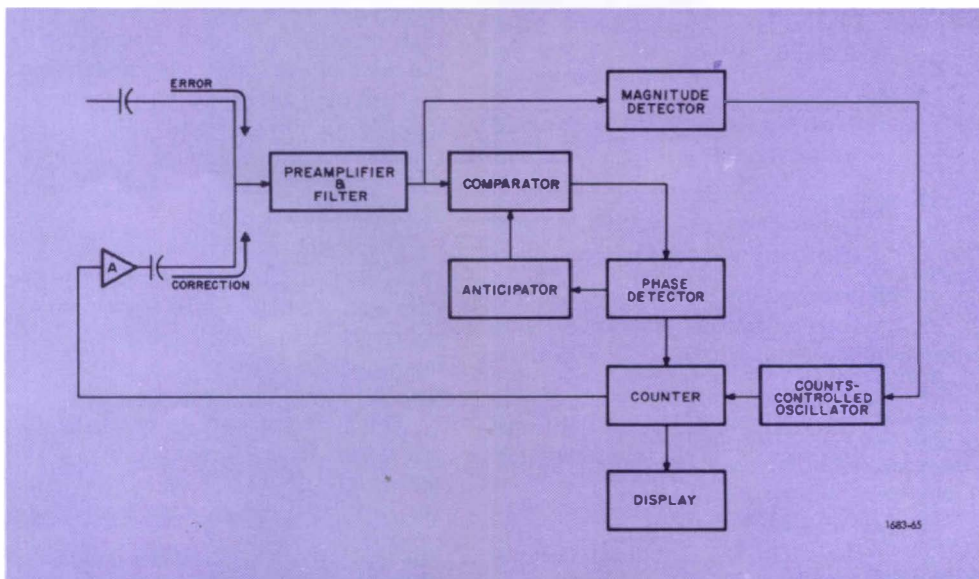 ERROR
MAGNITUDE
DETECTOR
PREAMPLIFIER
&
FILTER
COMPARATOR
A
CORRECTION
ANTICIPATOR
PHASE
DETECTOR
COUNTER
COUNTS-
CONTROLLED
OSCILLATOR
DISPLAY
1683-65